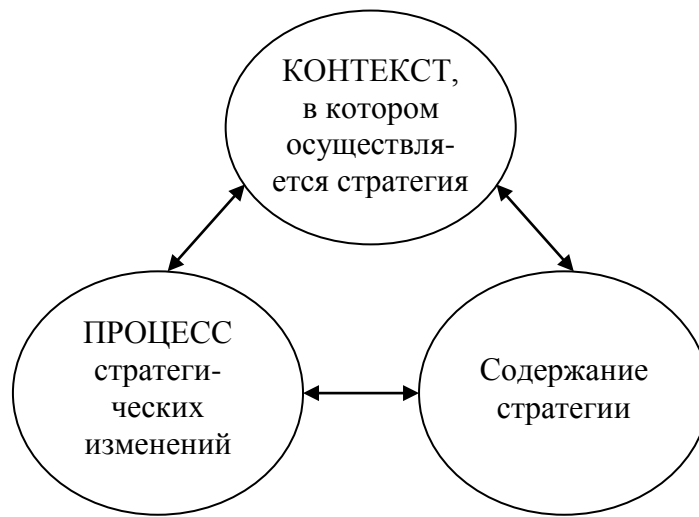 КОНТЕКСТ,
в котором
осуществля-
ется стратегия
ПРОЦЕСС
стратеги-
ческих
изменений
Содержание
стратегии